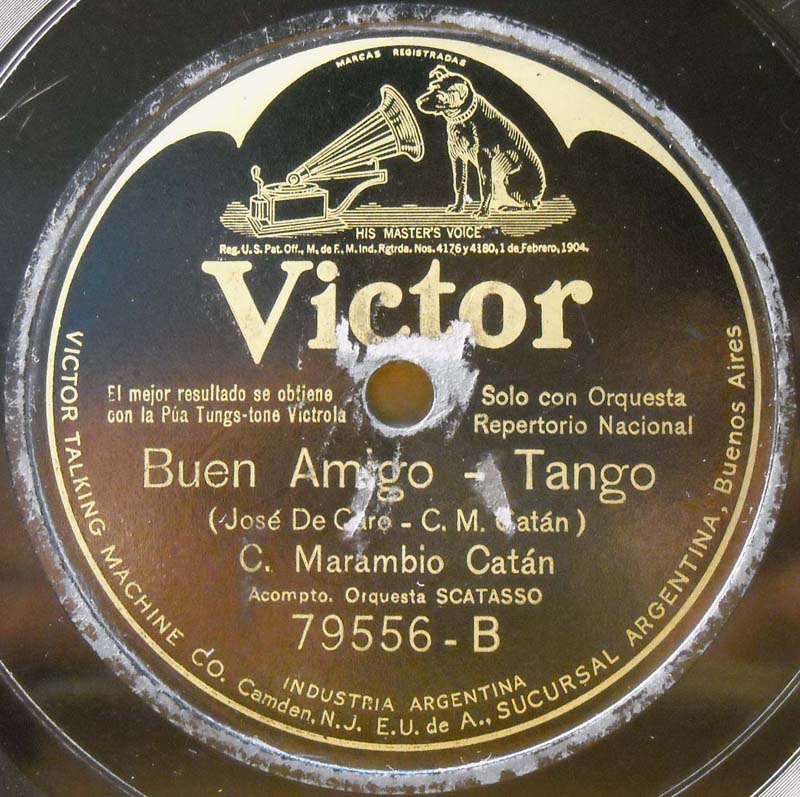 MARCAS REGISTRADAS
HIS MASTER'S VOICE
Reg. U. S. Pat. Off., M. de F., M. Ind. Rgtrda. Nos. 4176 y 4180, 1 de Febrero, 1904.
Victor
El mejor resultado se obtiene
con la Púa Tungs-tone Victrola
Solo con Orquesta
Repertorio Nacional
Buen Amigo - Tango
(José De Caro - C. M. Catán)
C. Marambio Catán
Acompto. Orquesta SCATASSO
79556 - B
INDUSTRIA ARGENTINA
VICTOR TALKING MACHINE CO. Camden, N.J. E.U. de A., SUCURSAL ARGENTINA, Buenos Aires